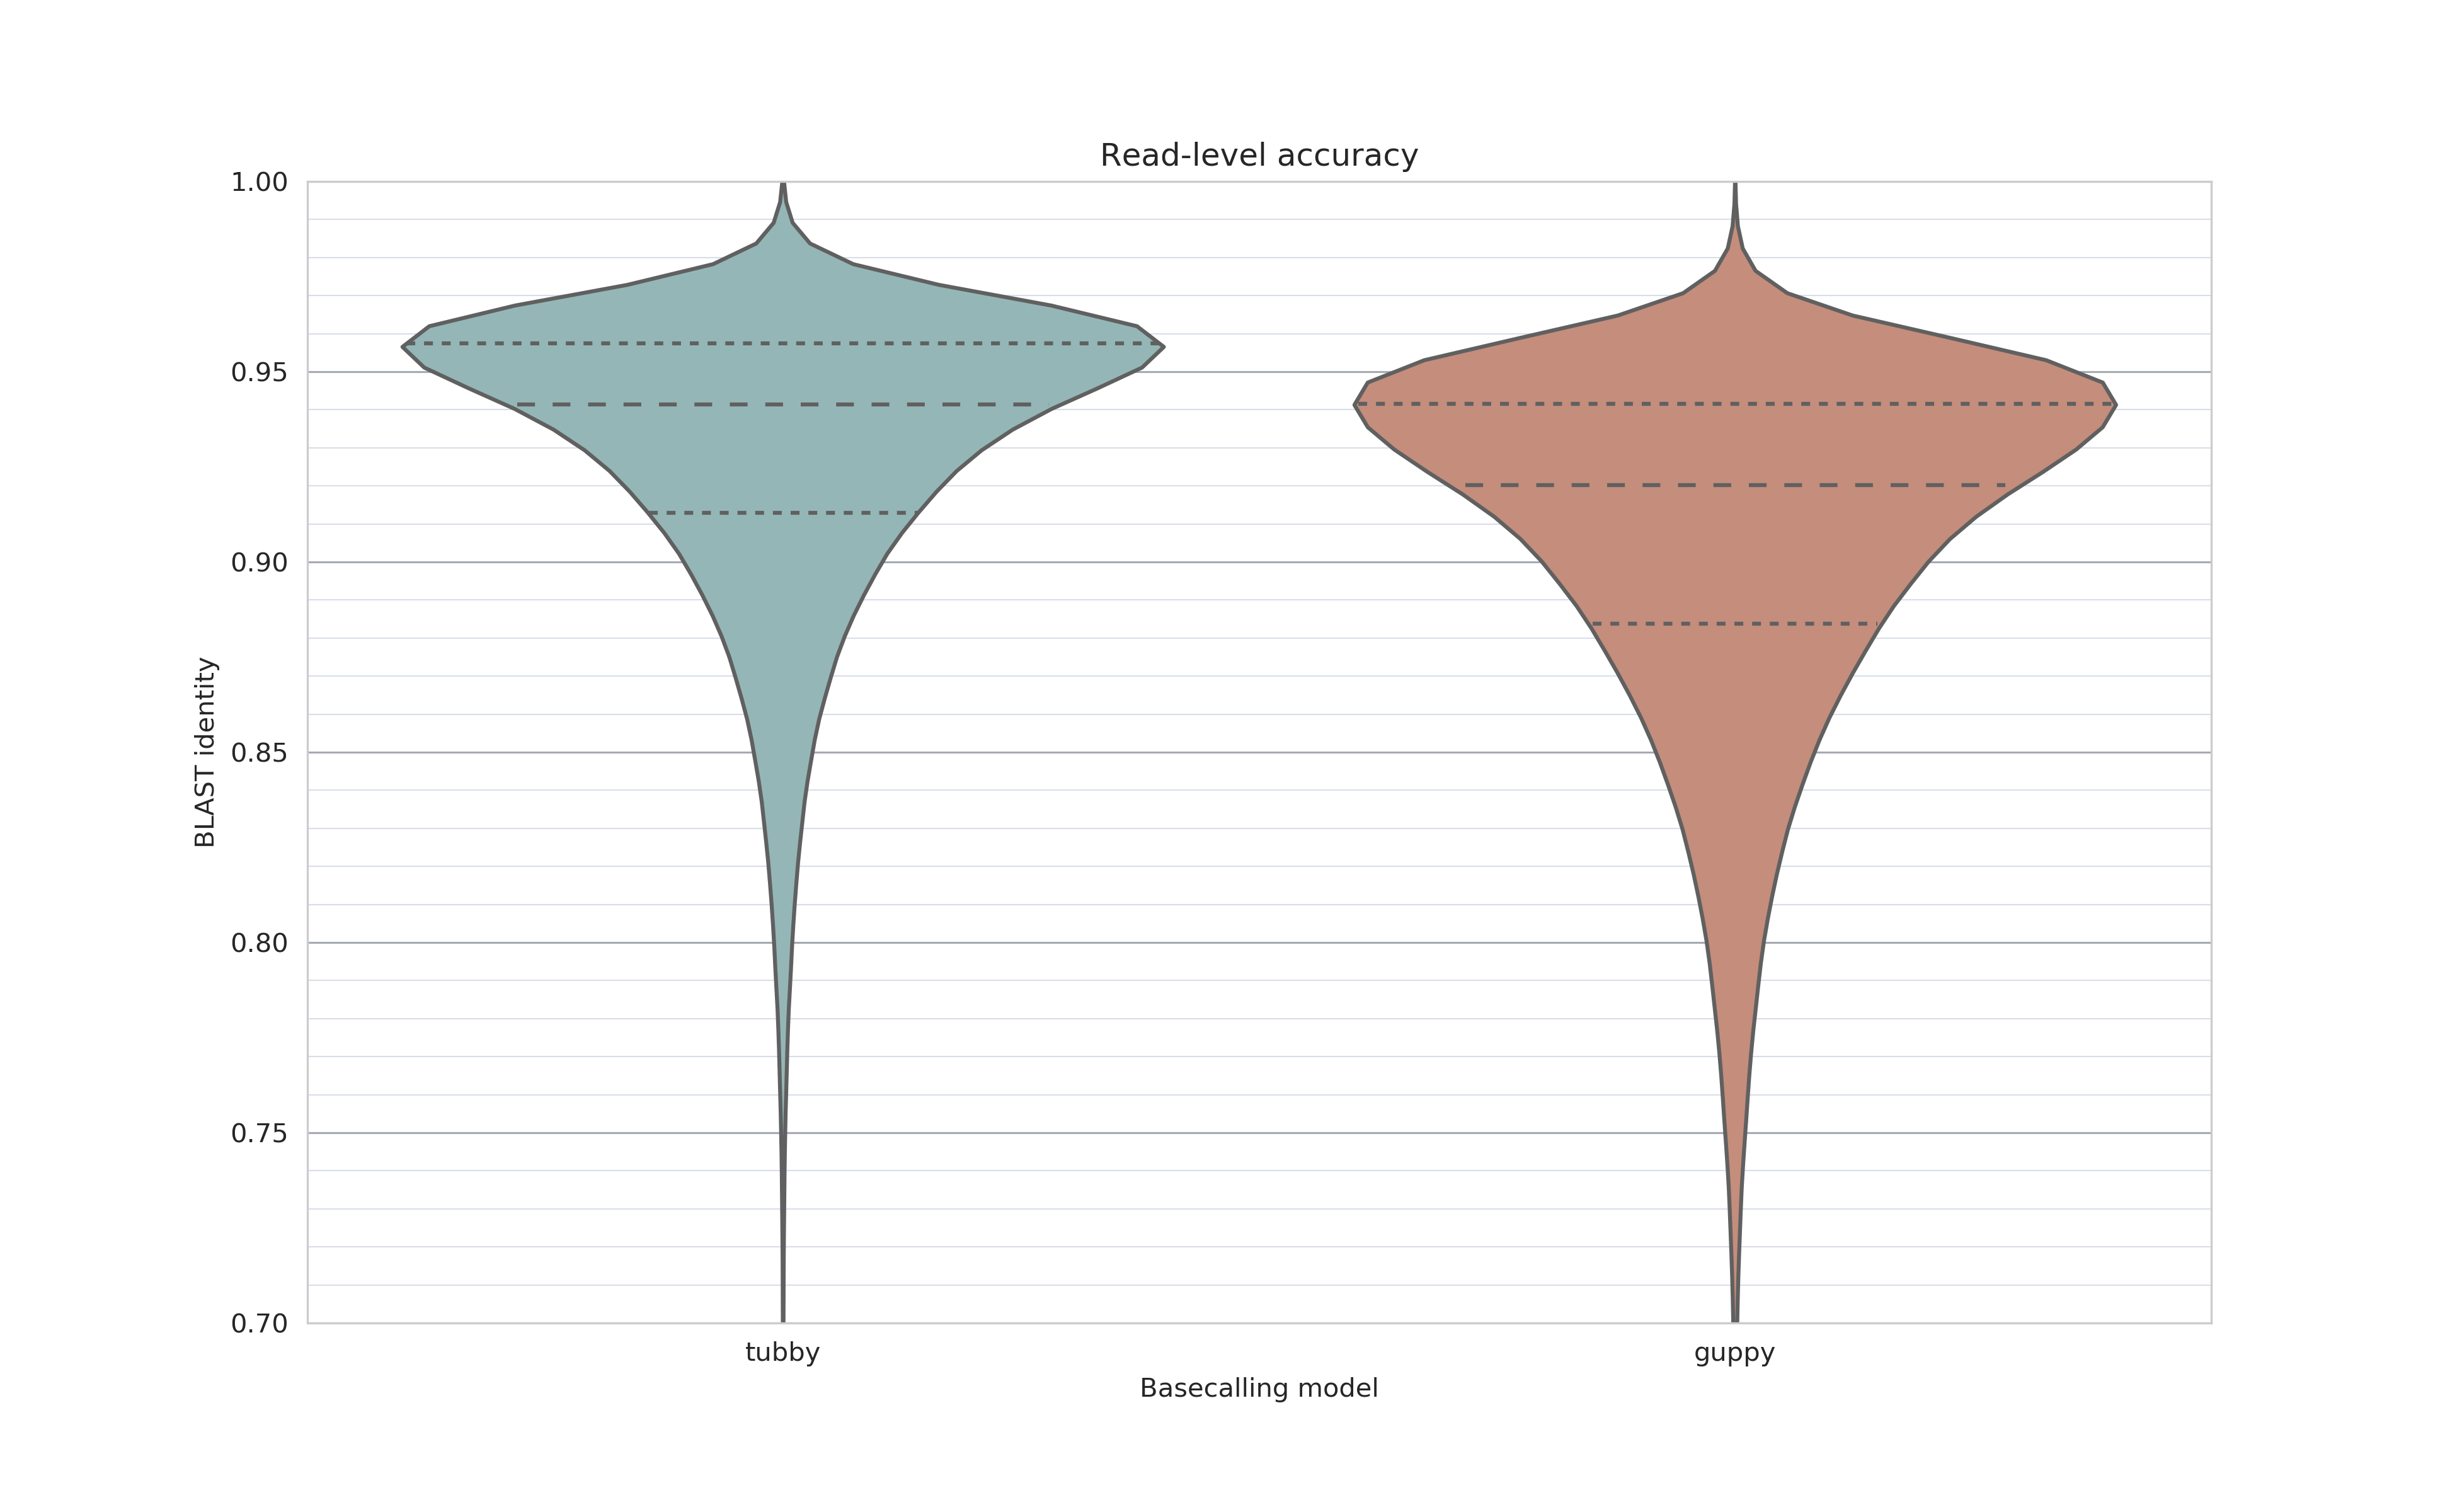 Read-level accuracy
1.00
0.95
0.90
0.85
0.80
0.75
0.70
BLAST identity
tubby
guppy
Basecalling model